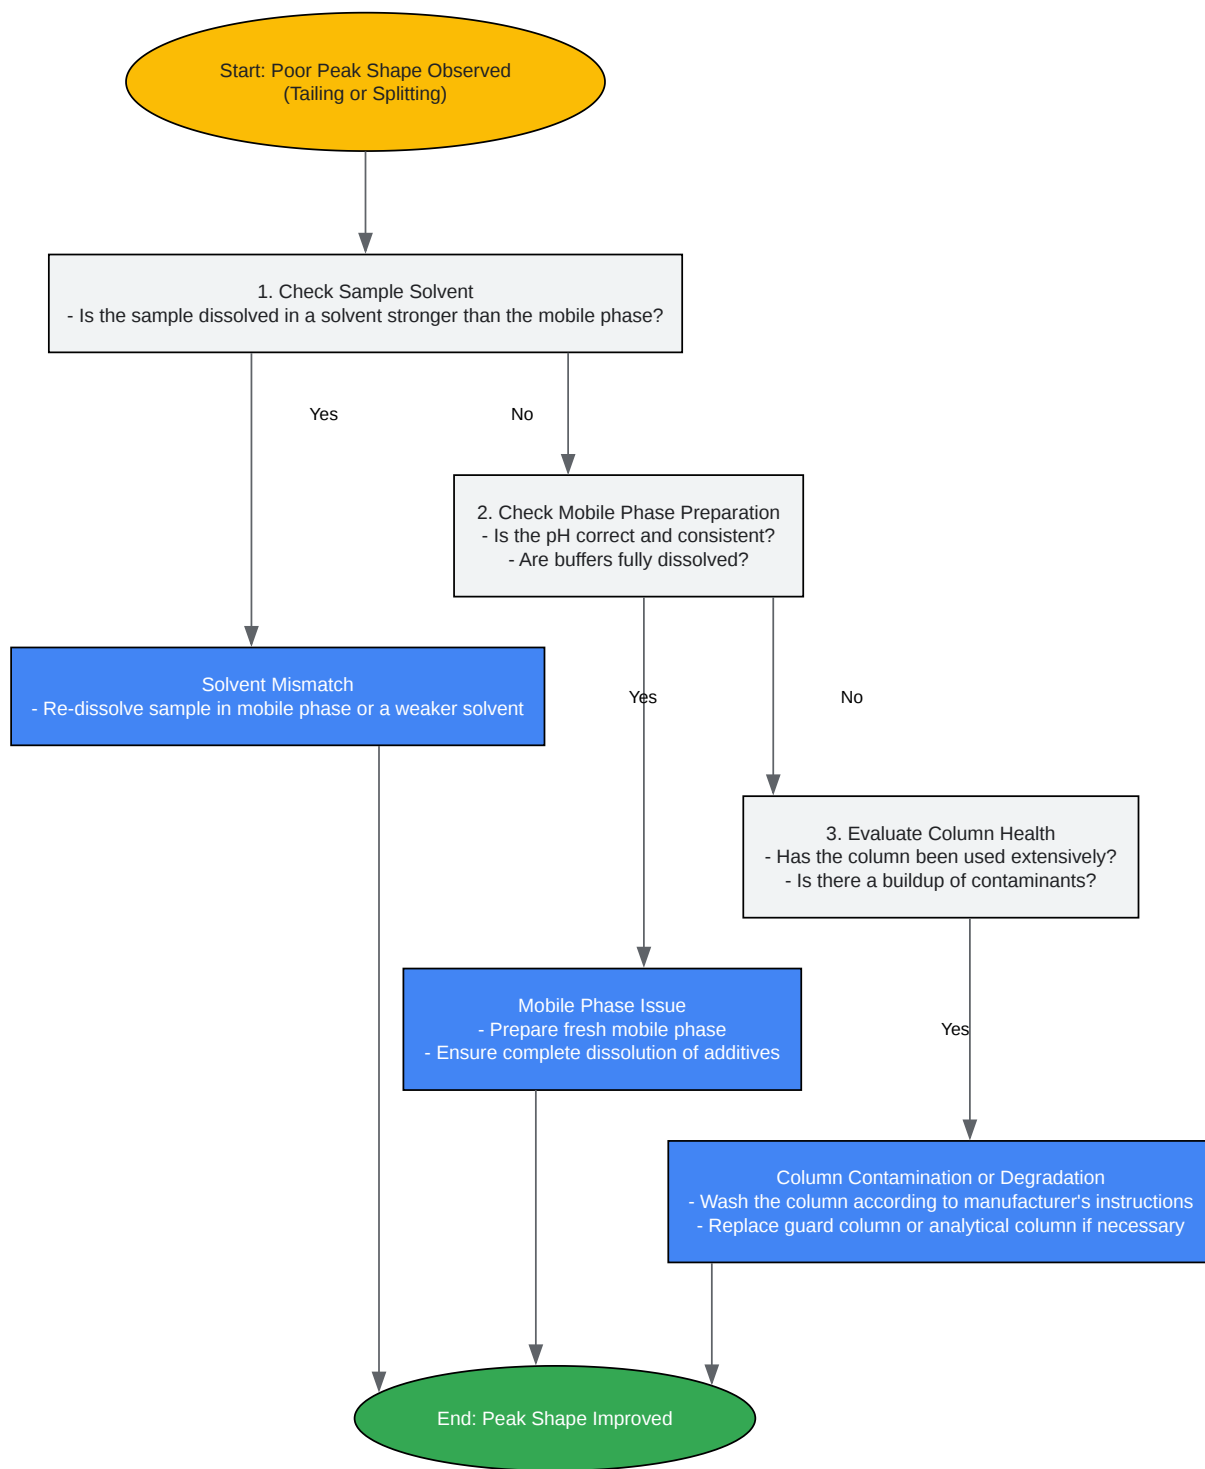 Start: Poor Peak Shape Observed
(Tailing or Splitting)
1. Check Sample Solvent
- Is the sample dissolved in a solvent stronger than the mobile phase?
Yes
No
2. Check Mobile Phase Preparation
- Is the pH correct and consistent?
- Are buffers fully dissolved?
Solvent Mismatch
- Re-dissolve sample in mobile phase or a weaker solvent
Yes
No
3. Evaluate Column Health
- Has the column been used extensively?
- Is there a buildup of contaminants?
Mobile Phase Issue
- Prepare fresh mobile phase
- Ensure complete dissolution of additives
Yes
Column Contamination or Degradation
- Wash the column according to manufacturer's instructions
- Replace guard column or analytical column if necessary
End: Peak Shape Improved